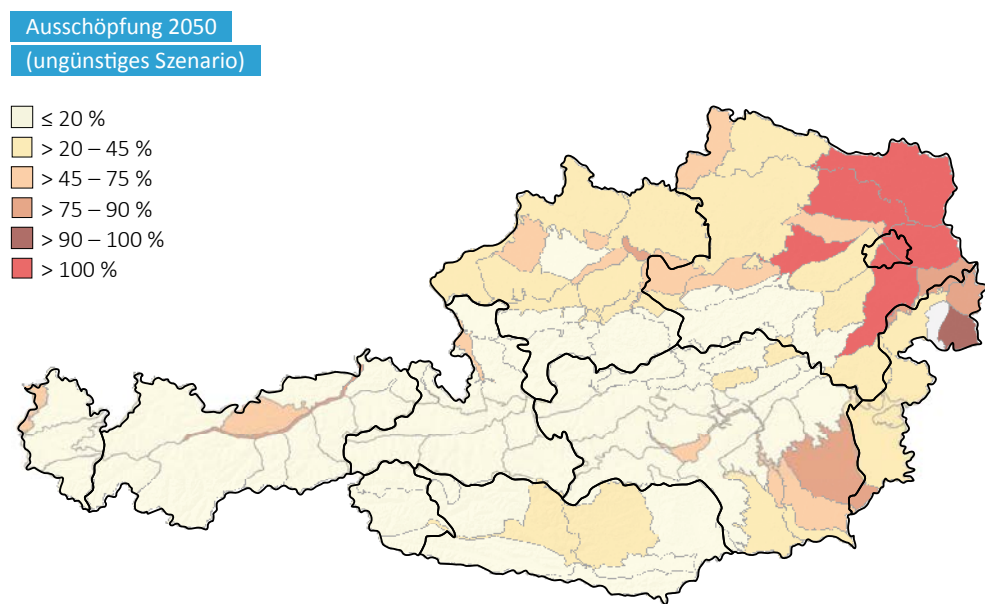 Ausschöpfung 2050
(ungünstiges Szenario)
≤ 20 %
> 20 – 45 %
> 45 – 75 %
> 75 – 90 %
> 90 – 100 %
> 100 %